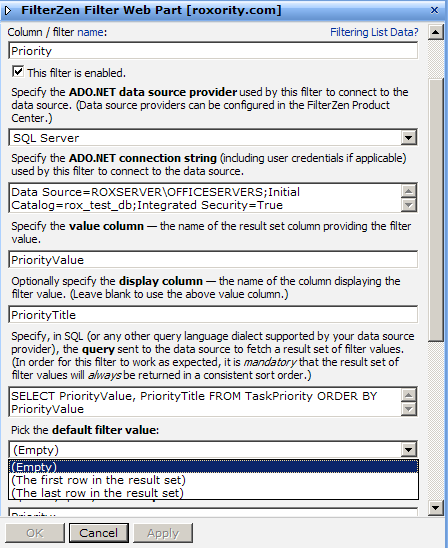 FilterZen Filter Web Part [roxority.com]
Column / filter name: Filtering List Data?
Priority
This filter is enabled.
Specify the ADO.NET data source provider used by this filter to connect to the
data source. (Data source providers can be configured in the FilterZen Product
Center.)
SQL Server
Specify the ADO.NET connection string (including user credentials if applicable)
used by this filter to connect to the data source.
Data Source=ROXSERVER\OFFICESERVERS;Initial
Catalog=rox_test_db;Integrated Security=True
Specify the value column — the name of the result set column providing the filter
value.
PriorityValue
Optionally specify the display column — the name of the column displaying the
filter value. (Leave blank to use the above value column.)
PriorityTitle
Specify, in SQL (or any other query language dialect supported by your data source
provider), the query sent to the data source to fetch a result set of filter values.
(In order for this filter to work as expected, it is mandatory that the result set of
filter values will always be returned in a consistent sort order.)
SELECT PriorityValue, PriorityTitle FROM TaskPriority ORDER BY
PriorityValue
Pick the default filter value:
(Empty)
(Empty)
(The first row in the result set)
(The last row in the result set)
OK Cancel Apply